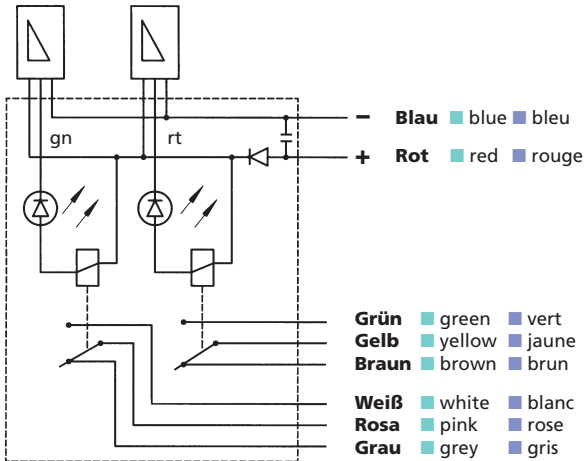 gn rt
− Blau blue bleu
+ Rot red rouge
Grün green vert
Gelb yellow jaune
Braun brown brun
Weiß white blanc
Rosa pink rose
Grau grey gris